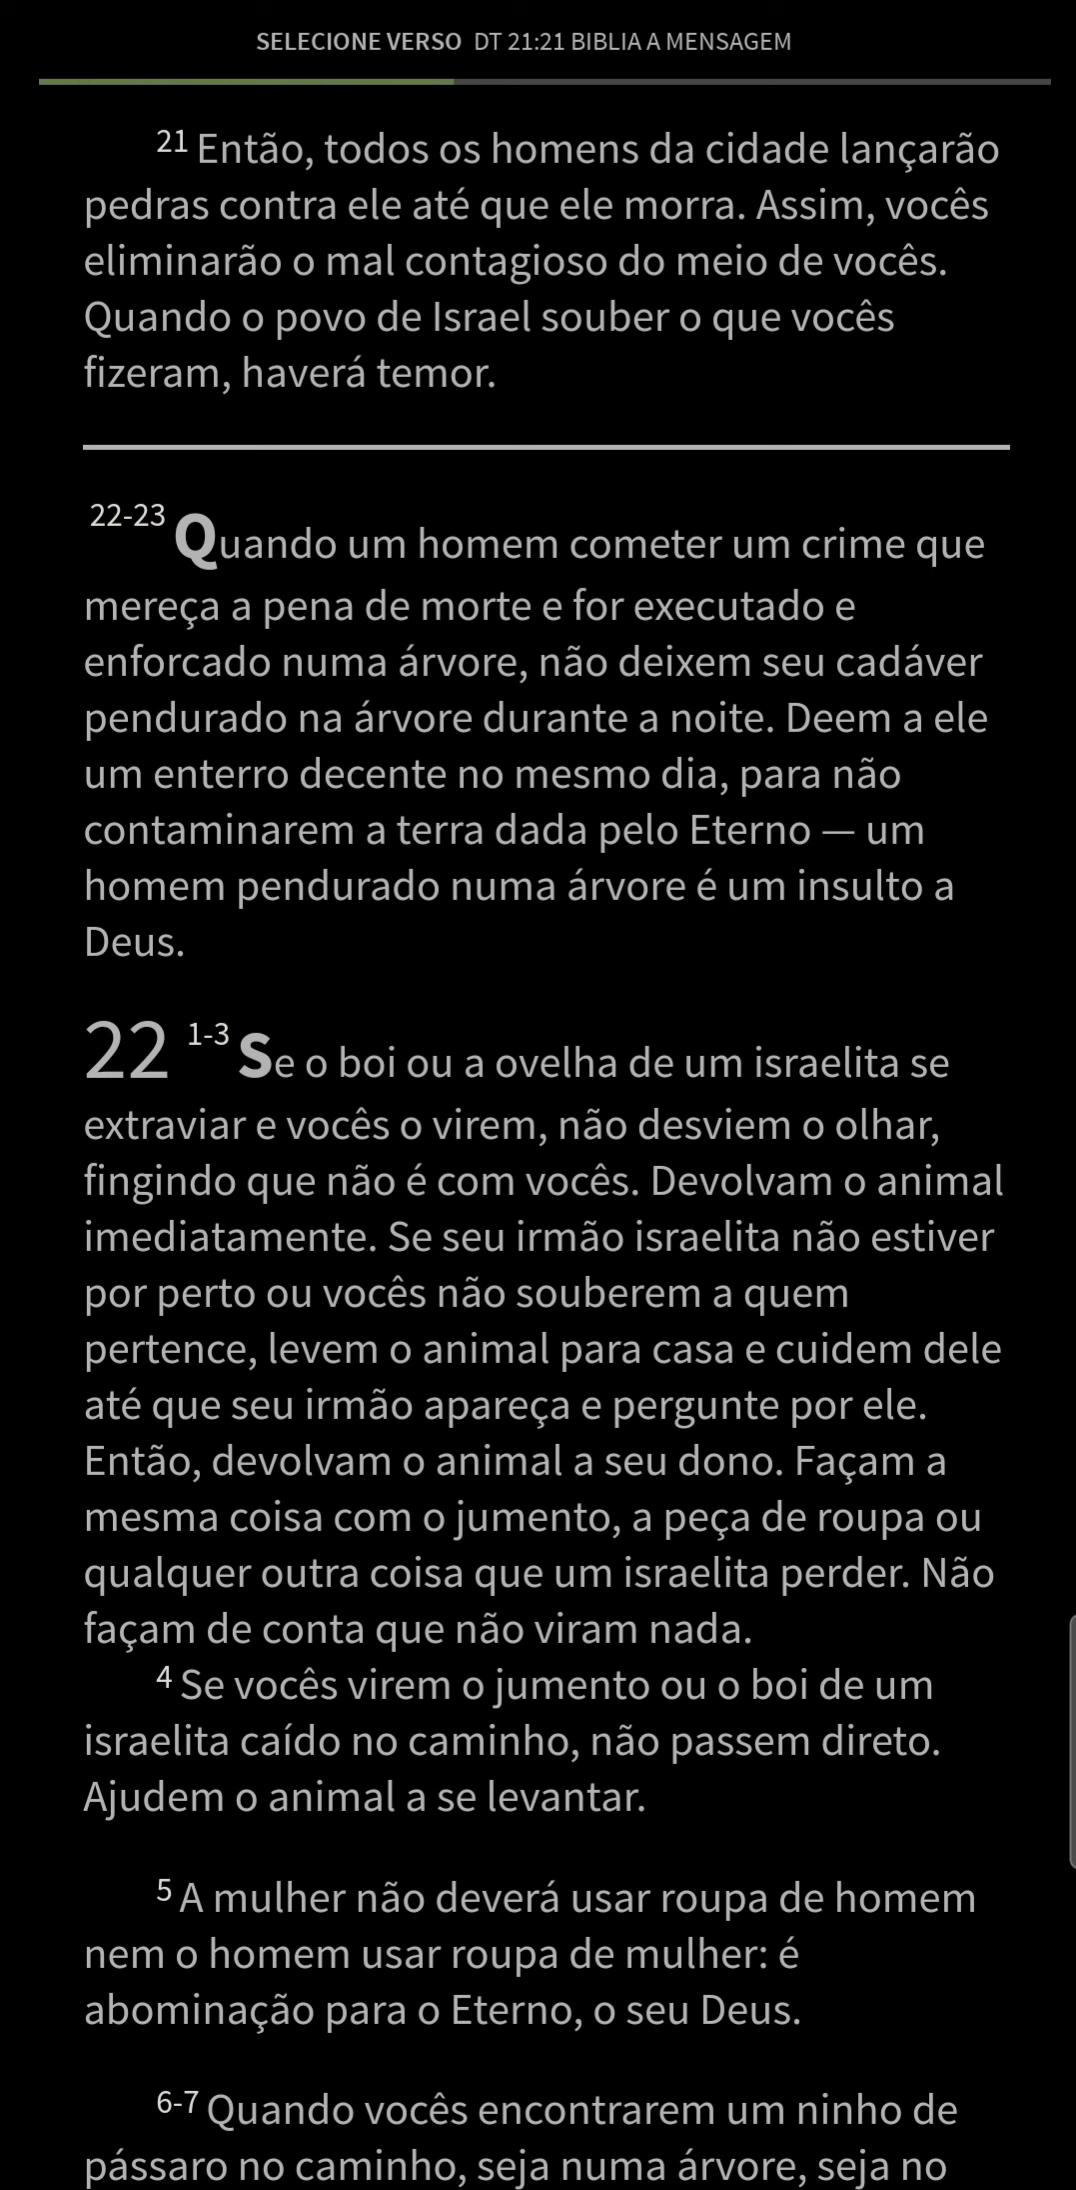 SELECIONE VERSO DT 21:21 BIBLIA A MENSAGEM
21 Então, todos os homens da cidade lançarão
pedras contra ele até que ele morra. Assim, vocês
eliminarão o mal contagioso do meio de vocês.
Quando o povo de Israel souber o que vocês
fizeram, haverá temor.
22-23 Quando um homem cometer um crime que
mereça a pena de morte e for executado e
enforcado numa árvore, não deixem seu cadáver
pendurado na árvore durante a noite. Deem a ele
um enterro decente no mesmo dia, para não
contaminarem a terra dada pelo Eterno — um
homem pendurado numa árvore é um insulto a
Deus.
22 1-3 Se o boi ou a ovelha de um israelita se
extraviar e vocês o virem, não desviem o olhar,
fingindo que não é com vocês. Devolvam o animal
imediatamente. Se seu irmão israelita não estiver
por perto ou vocês não souberem a quem
pertence, levem o animal para casa e cuidem dele
até que seu irmão apareça e pergunte por ele.
Então, devolvam o animal a seu dono. Façam a
mesma coisa com o jumento, a peça de roupa ou
qualquer outra coisa que um israelita perder. Não
façam de conta que não viram nada.
4 Se vocês virem o jumento ou o boi de um
israelita caído no caminho, não passem direto.
Ajudem o animal a se levantar.
5 A mulher não deverá usar roupa de homem
nem o homem usar roupa de mulher: é
abominação para o Eterno, o seu Deus.
6-7 Quando vocês encontrarem um ninho de
pássaro no caminho, seja numa árvore, seja no